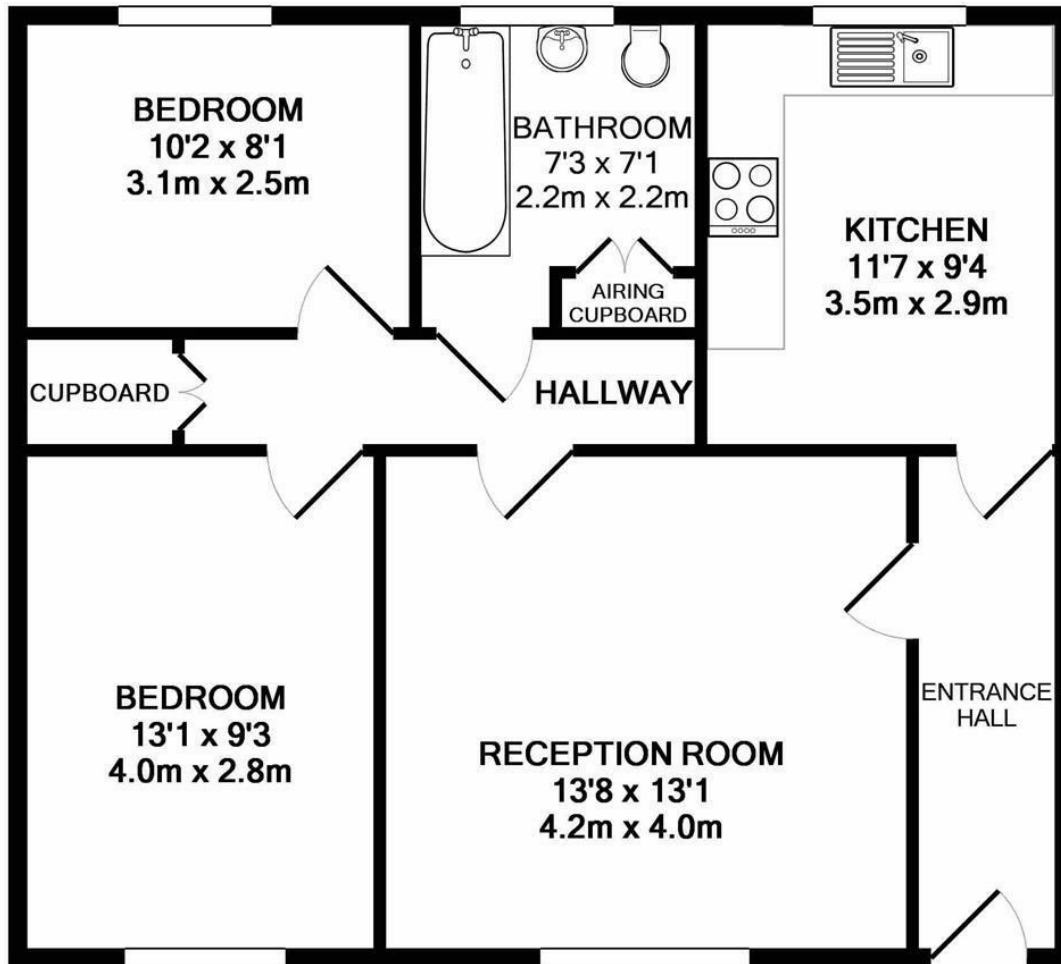 BEDROOM
10'2 x 8'1
3.1m x 2.5m
BATHROOM
7'3 x 7'1
2.2m x 2.2m
KITCHEN
11'7 x 9'4
3.5m x 2.9m
AIRING
CUPBOARD
CUPBOARD
HALLWAY
BEDROOM
13'1 x 9'3
4.0m x 2.8m
RECEPTION ROOM
13'8 x 13'1
4.2m x 4.0m
ENTRANCE
HALL